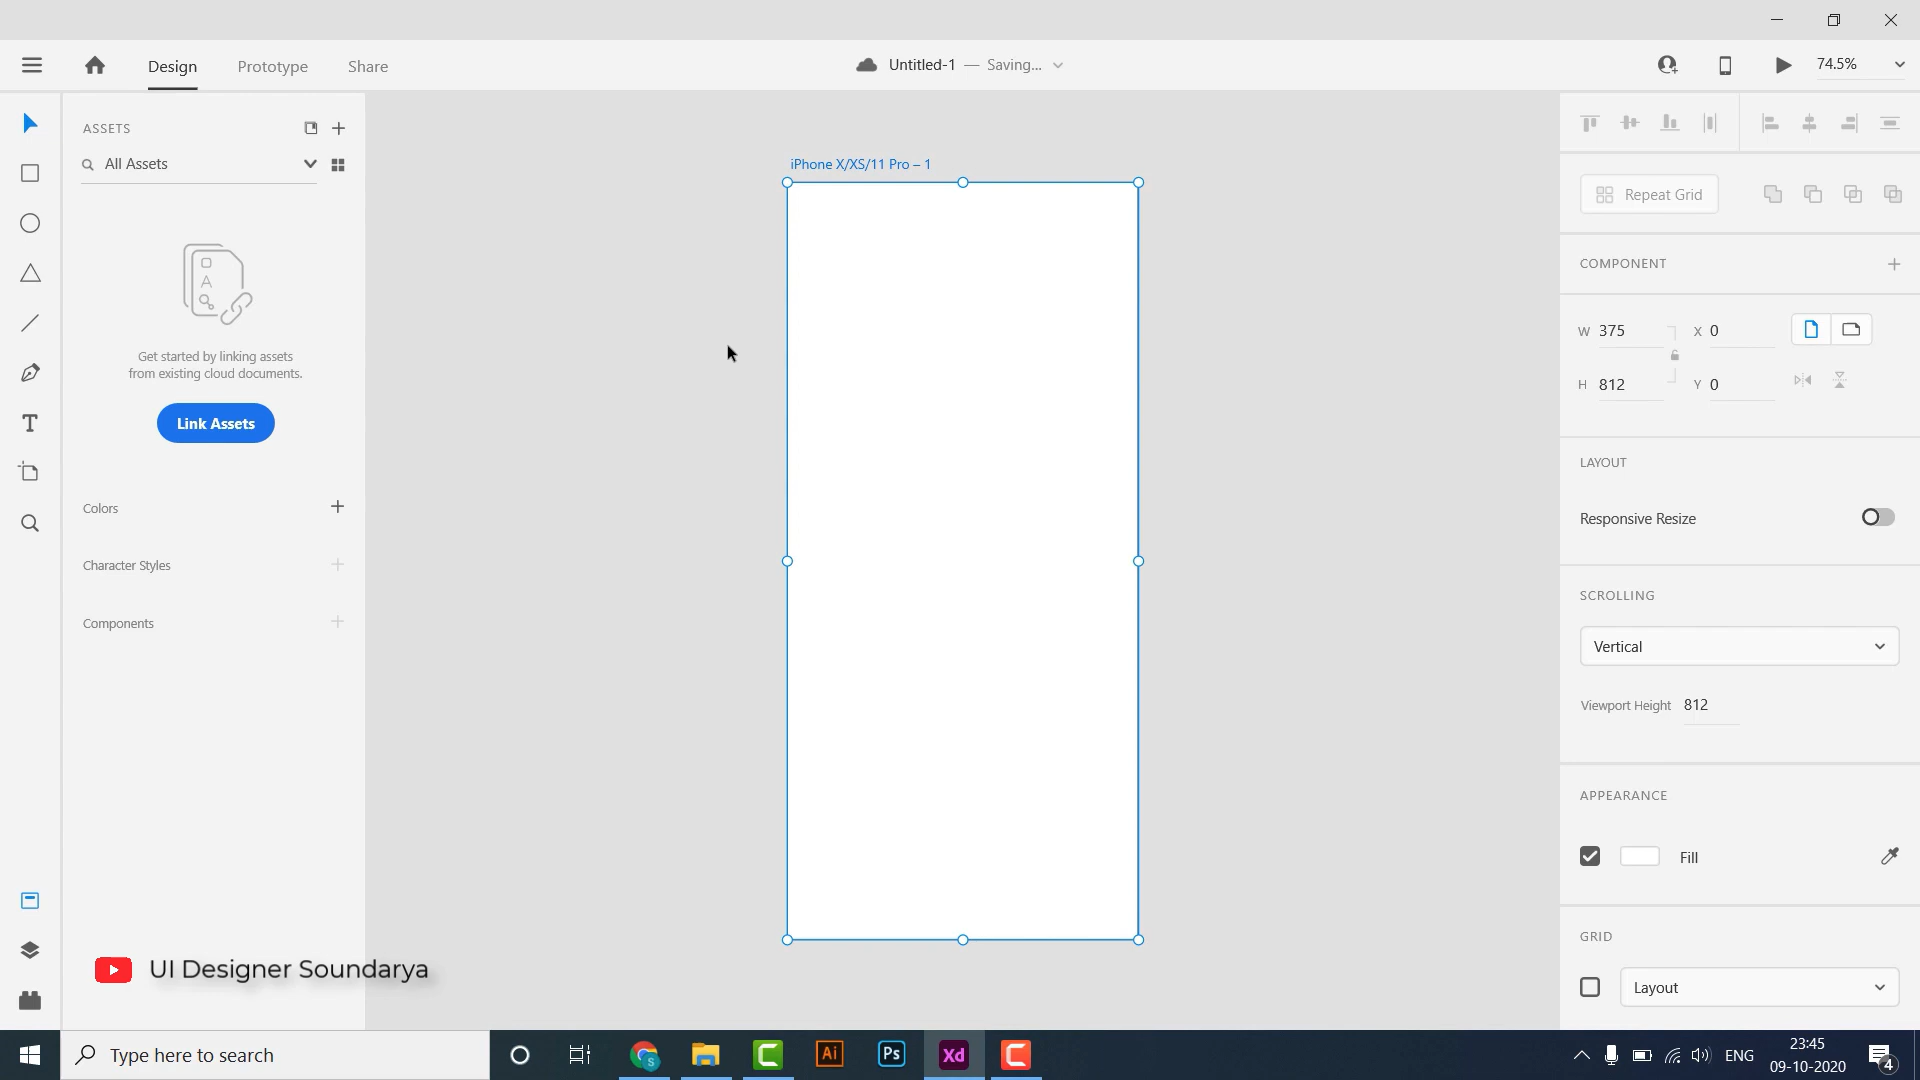 Design
Prototype
Share
Untitled-1 — Saving...
74.5%
ASSETS
All Assets
Get started by linking assets
from existing cloud documents.
Link Assets
Colors
Character Styles
Components
iPhone X/XS/11 Pro – 1
Repeat Grid
COMPONENT
W 375
X 0
H 812
Y 0
LAYOUT
Responsive Resize
SCROLLING
Vertical
Viewport Height 812
APPEARANCE
Fill
GRID
Layout
UI Designer Soundarya
Type here to search
S
Ai
Ps
Xd
ENG
23:45
09-10-2020
4